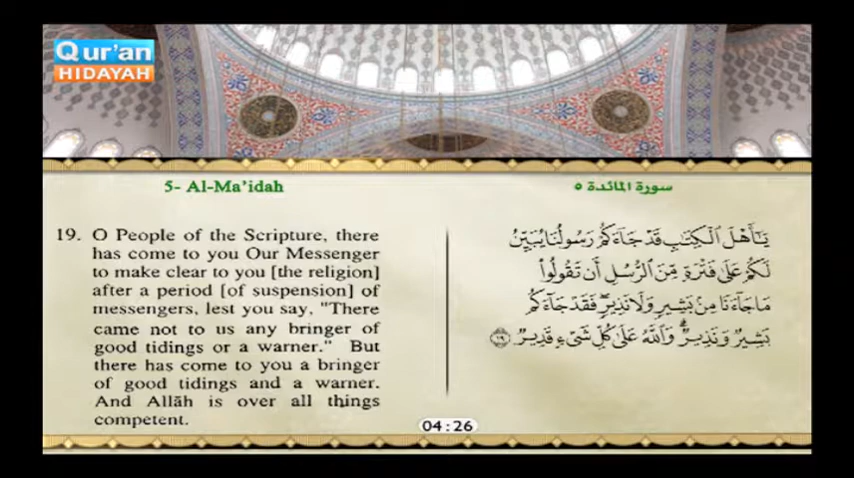 Qur'an
HIDAYAH
5- Al-Ma'idah
سورة المائدة ٥
19. O People of the Scripture, there
has come to you Our Messenger
to make clear to you [the religion]
after a period [of suspension] of
messengers, lest you say, "There
came not to us any bringer of
good tidings or a warner." But
there has come to you a bringer
of good tidings and a warner.
And Allāh is over all things
competent.
يَـٰٓأَهْلَ ٱلْكِتَـٰبِ قَدْ جَآءَكُمْ رَسُولُنَا يُبَيِّنُ
لَكُمْ عَلَىٰ فَتْرَةٍ مِّنَ ٱلرُّسُلِ أَن تَقُولُوا۟
مَا جَآءَنَا مِنۢ بَشِيرٍ وَلَا نَذِيرٍ ۖ فَقَدْ جَآءَكُم
بَشِيرٌ وَنَذِيرٌ ۗ وَٱللَّهُ عَلَىٰ كُلِّ شَىْءٍ قَدِيرٌ ١٩
04:26